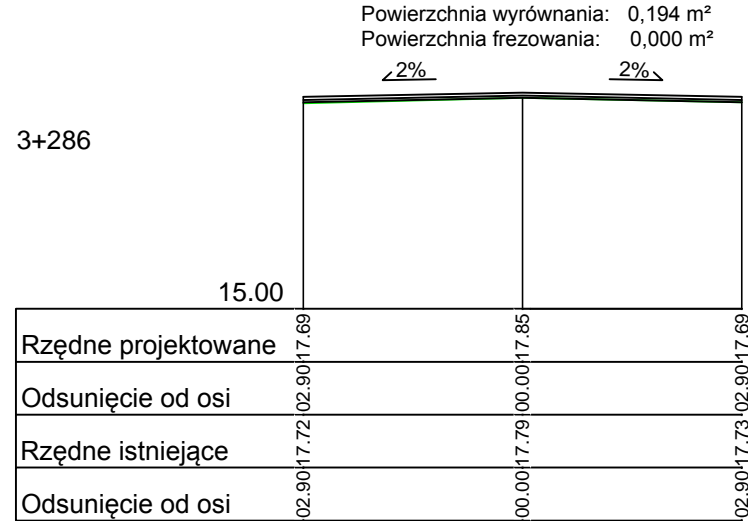 Powierzchnia wyrównania: 0,194 m²
Powierzchnia frezowania: 0,000 m²
2% 2%
3+286
15.00
Rzędne projektowane 17.69 17.85 17.69
Odsunięcie od osi 02.90 00.00 02.90
Rzędne istniejące 17.72 17.79 17.73
Odsunięcie od osi 02.90 00.00 02.90